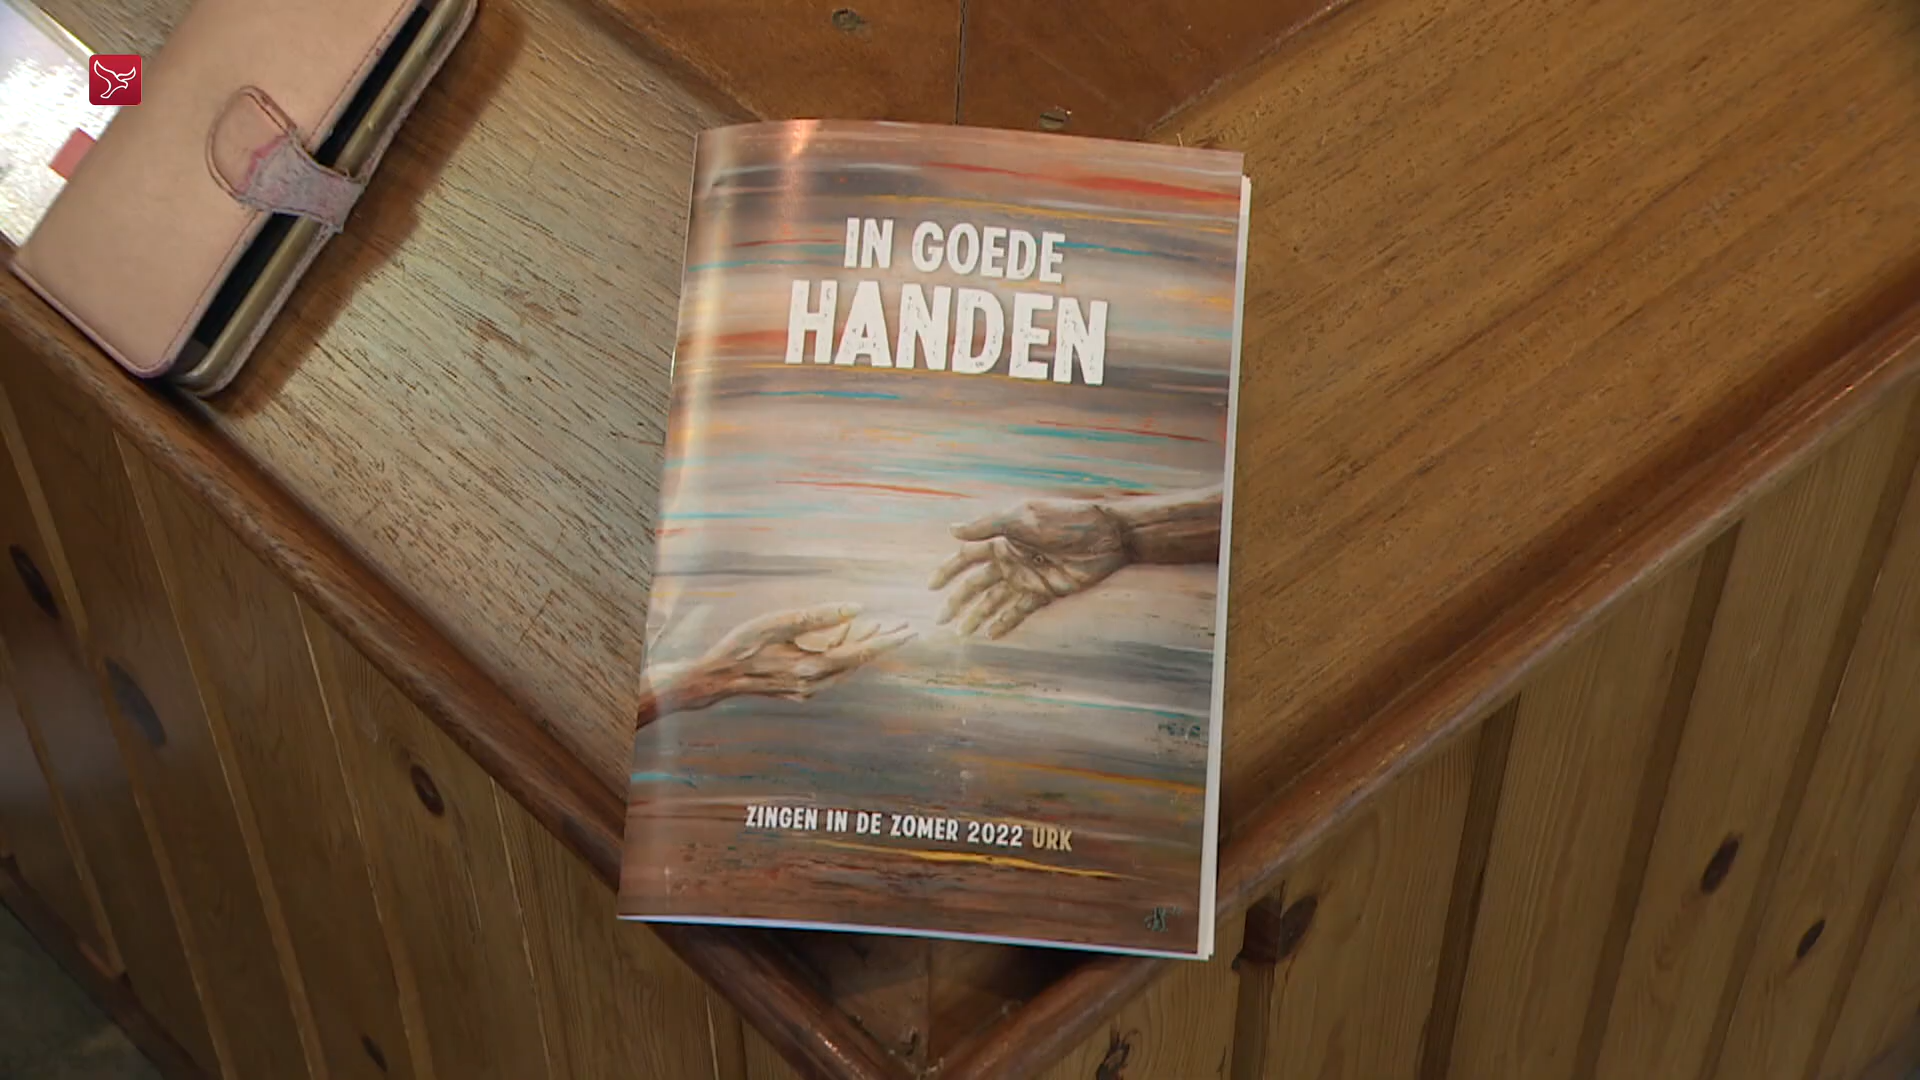 IN GOEDE
HANDEN
ZINGEN IN DE ZOMER 2022 URK